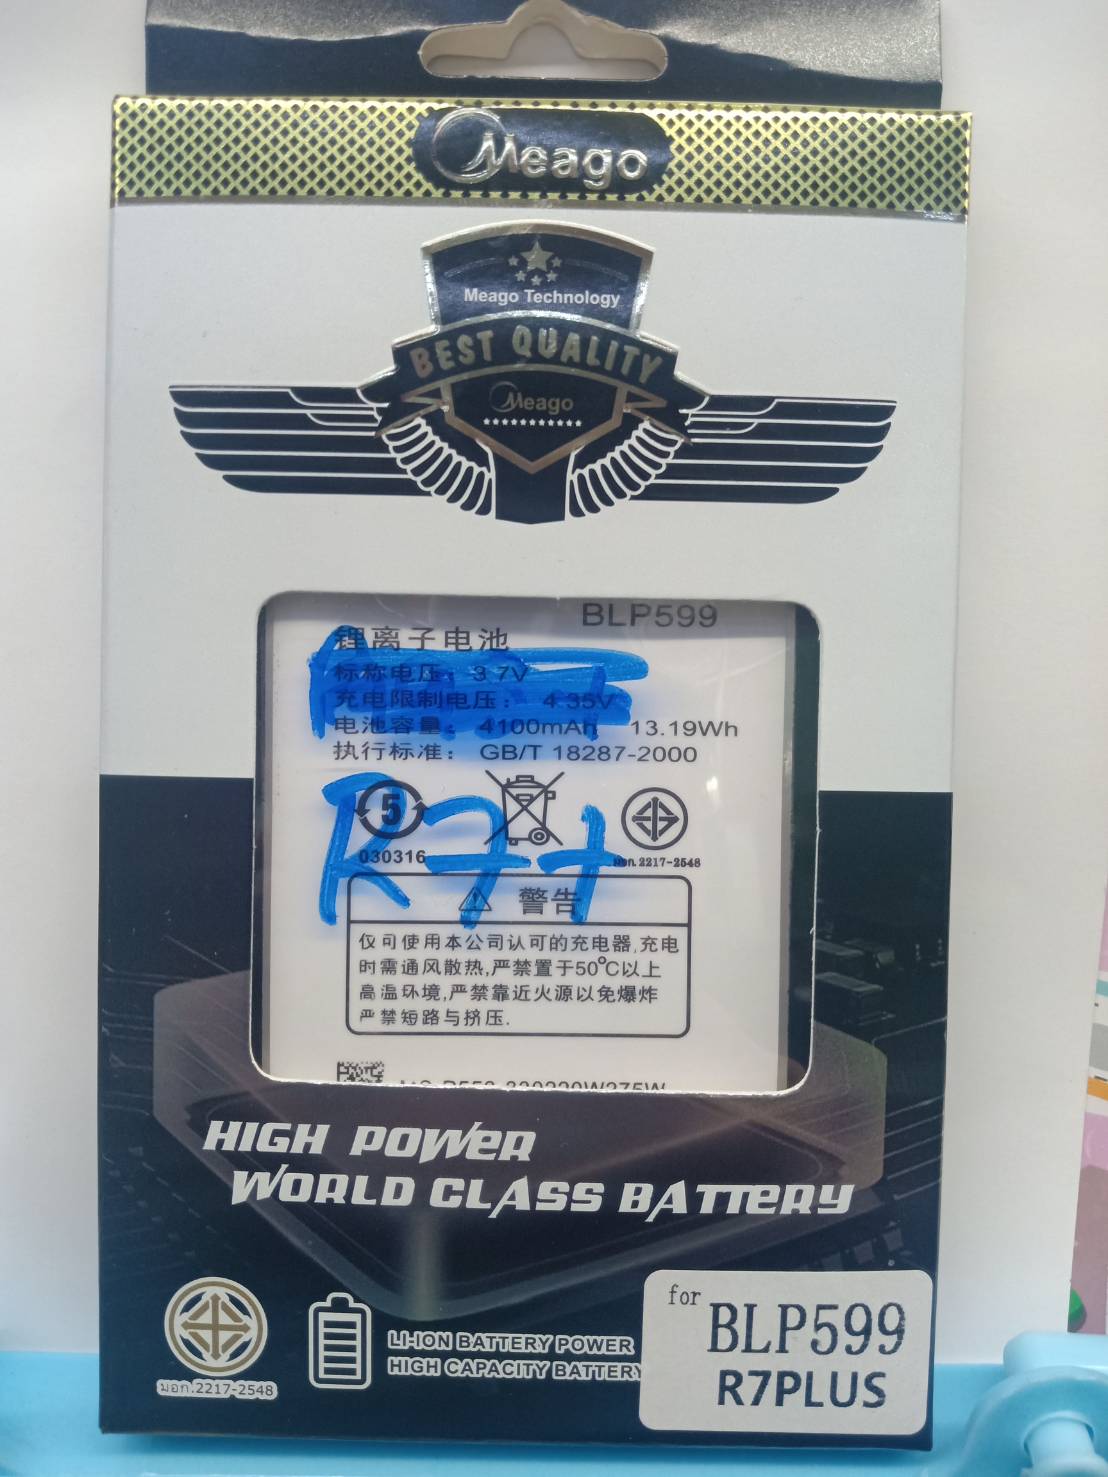 Meago
Meago Technology
BEST QUALITY
Meago
BLP599
锂离子电池
标称电压: 3.7V
充电限制电压: 4.35V
电池容量: 4100mAh 13.19Wh
执行标准: GB/T 18287-2000
R7+
5
030316
มอก. 2217-2548
警告
仅可使用本公司认可的充电器,充电
时需通风散热,严禁置于50℃以上
高温环境,严禁靠近火源以免爆炸
严禁短路与挤压.
HIGH POWER
WORLD CLASS BATTERY
มอก.2217-2548
LI-ION BATTERY POWER
HIGH CAPACITY BATTERY
for BLP599
R7PLUS